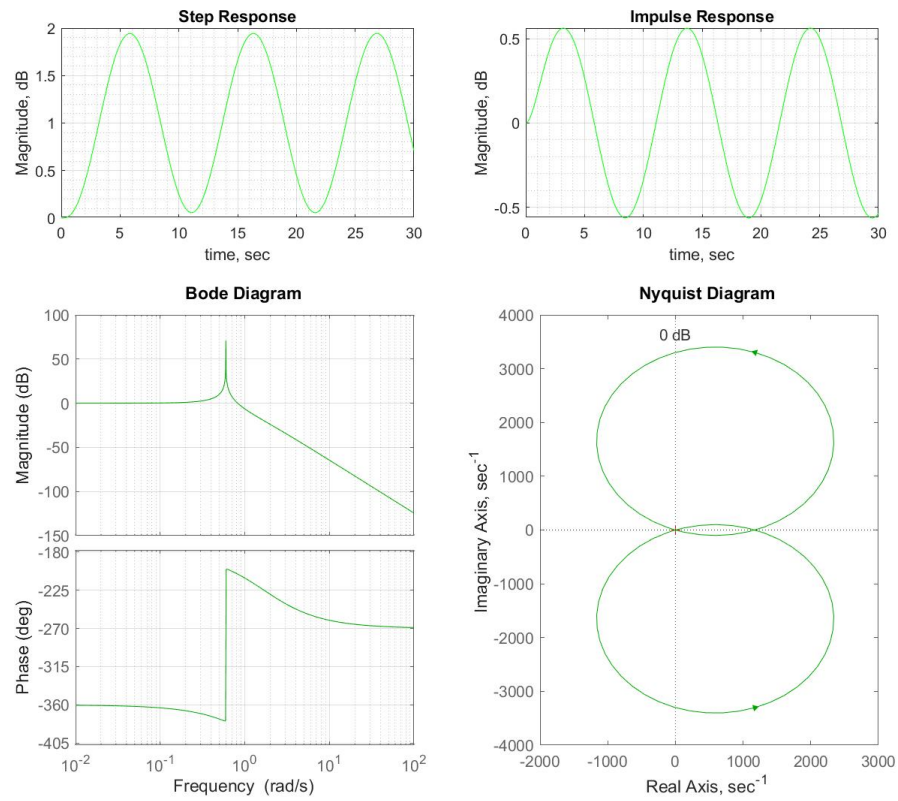 Step Response
Magnitude, dB
2
1.5
1
0.5
0
0 5 10 15 20 25 30
time, sec
Impulse Response
Magnitude, dB
0.5
0
-0.5
0 5 10 15 20 25 30
time, sec
Bode Diagram
Magnitude (dB)
100
50
0
-50
-100
-150
Phase (deg)
-180
-225
-270
-315
-360
-405
10^-2 10^-1 10^0 10^1 10^2
Frequency (rad/s)
Nyquist Diagram
0 dB
Imaginary Axis, sec^-1
4000
3000
2000
1000
0
-1000
-2000
-3000
-4000
-2000 -1000 0 1000 2000 3000
Real Axis, sec^-1